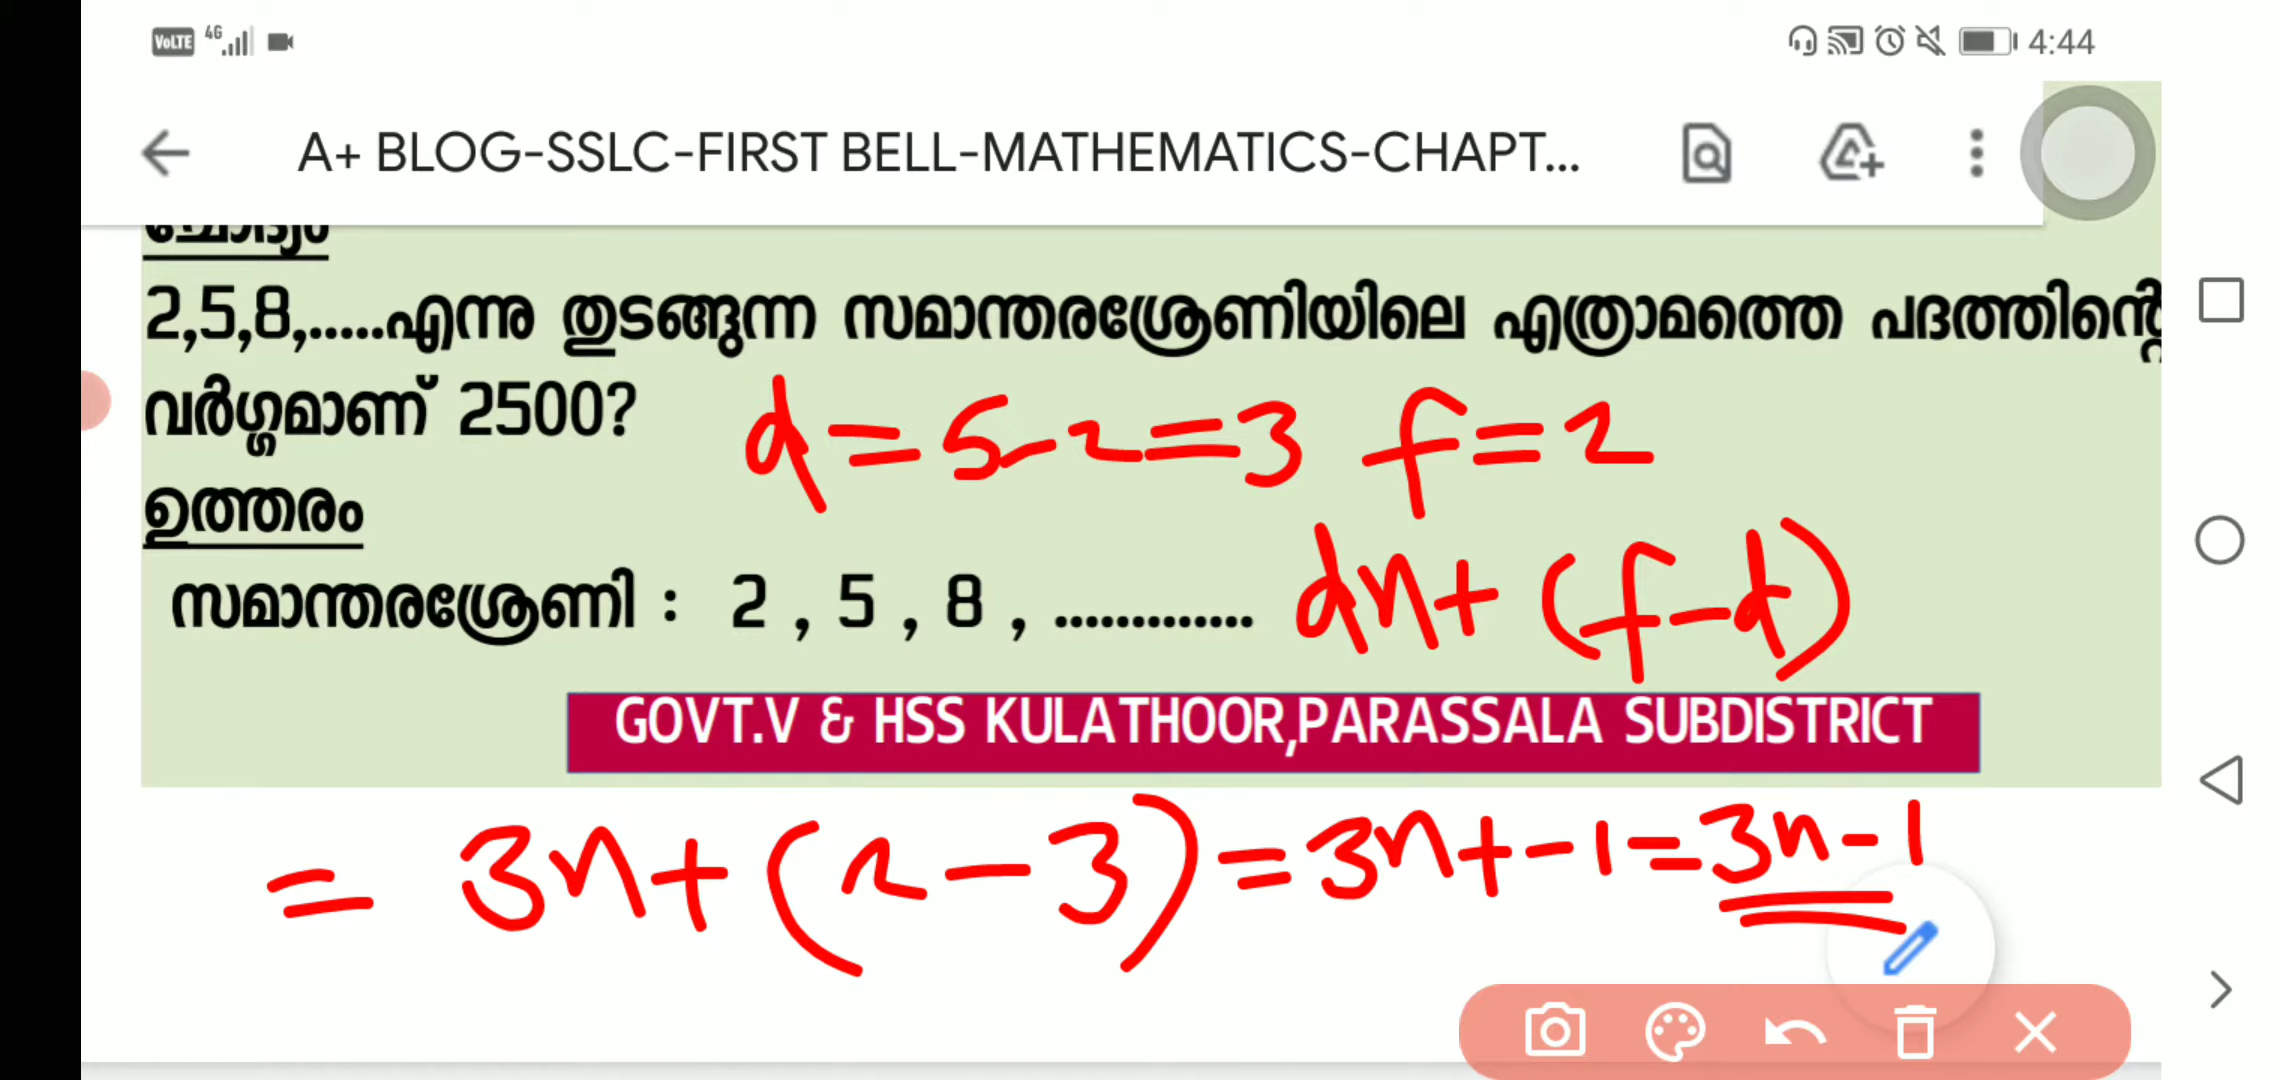 VoLTE 4G 4:44
A+ BLOG-SSLC-FIRST BELL-MATHEMATICS-CHAPT...
ചോദ്യം
2,5,8,.....എന്നു തുടങ്ങുന്ന സമാന്തരശ്രേണിയിലെ എത്രാമത്തെ പദത്തിന്റെ
വർഗ്ഗമാണ് 2500?
d = 5-2 = 3 f = 2
ഉത്തരം
സമാന്തരശ്രേണി : 2 , 5 , 8 , .............
dn + (f-d)
GOVT.V & HSS KULATHOOR,PARASSALA SUBDISTRICT
= 3n + (2-3) = 3n + -1 = 3n-1